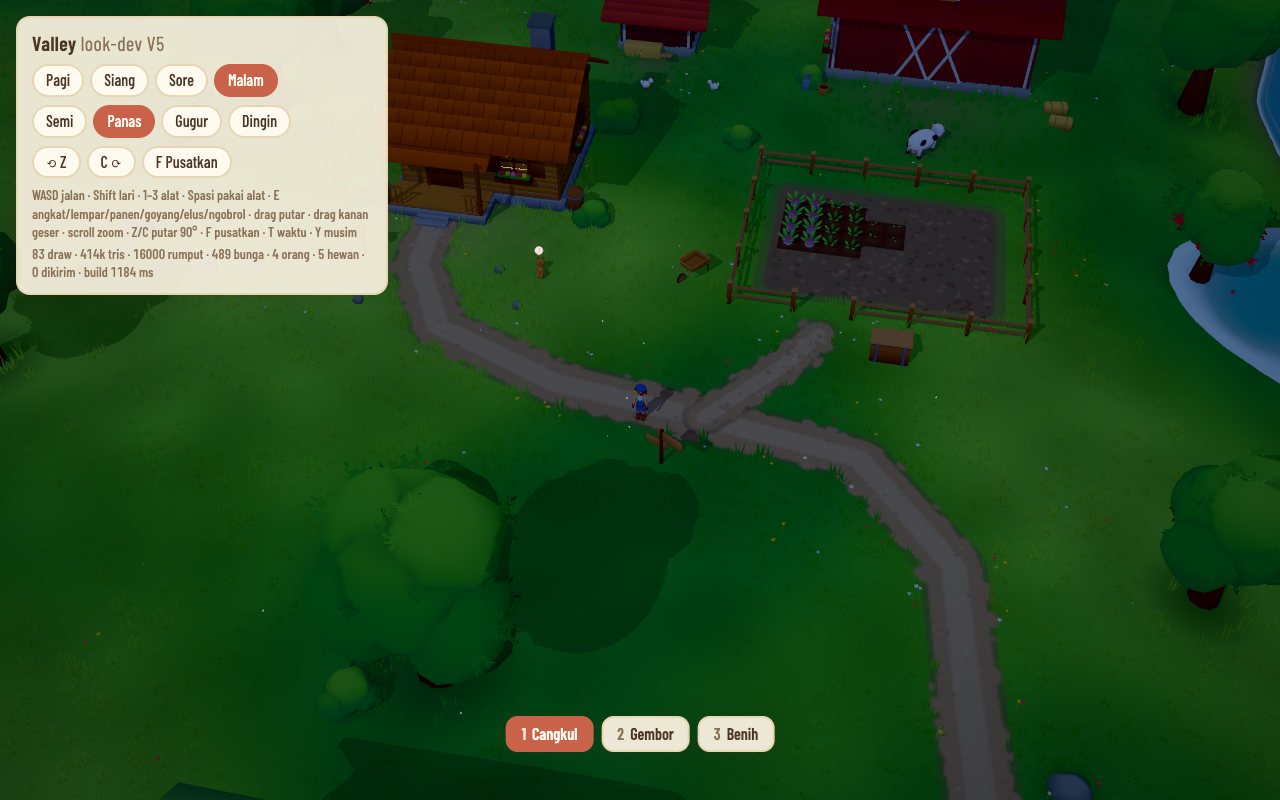 Valley look-dev V5
Pagi Siang Sore Malam
Semi Panas Gugur Dingin
⟲ Z C ⟳ F Pusatkan
WASD jalan · Shift lari · 1–3 alat · Spasi pakai alat · E
angkat/lempar/panen/goyang/elus/ngobrol · drag putar · drag kanan
geser · scroll zoom · Z/C putar 90° · F pusatkan · T waktu · Y musim
83 draw · 414k tris · 16000 rumput · 489 bunga · 4 orang · 5 hewan ·
0 dikirim · build 1184 ms
1 Cangkul 2 Gembor 3 Benih